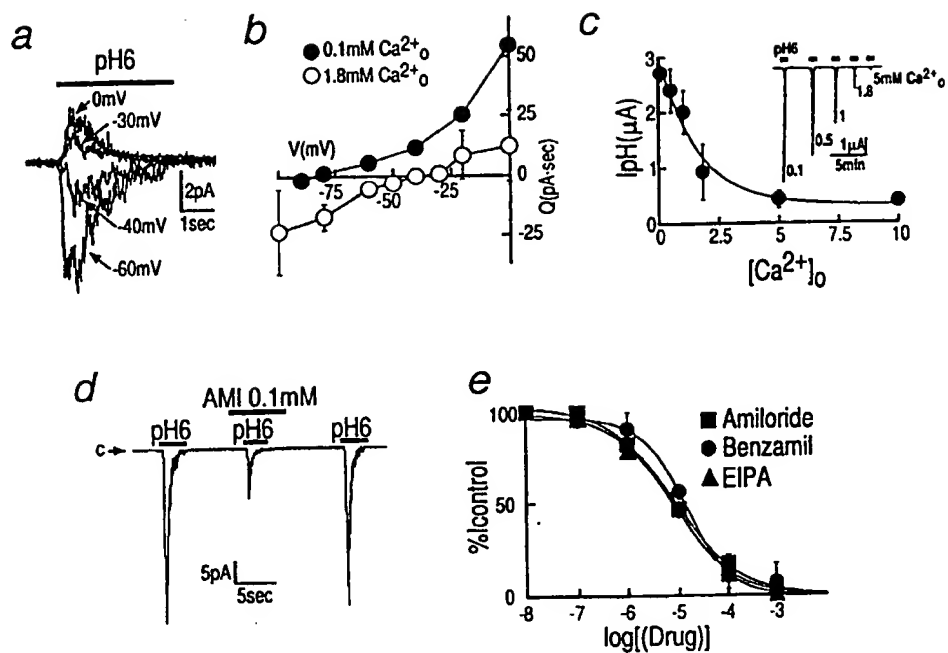 a
pH6
0mV
-30mV
-40mV
-60mV
2pA
1sec
b
0.1mM Ca2+o
1.8mM Ca2+o
V(mV)
-75
-50
-25
50
25
0
-25
Q(pA·sec)
c
IpH(µA)
3
2
1
0
0
2.5
5
7.5
10
[Ca2+]o
pH6
0.1
0.5
1
1.8
5mM Ca2+o
1µA
5min
d
AMI 0.1mM
pH6
pH6
pH6
c
5pA
5sec
e
Amiloride
Benzamil
EIPA
%Icontrol
100
50
0
-8
-7
-6
-5
-4
-3
log[(Drug)]